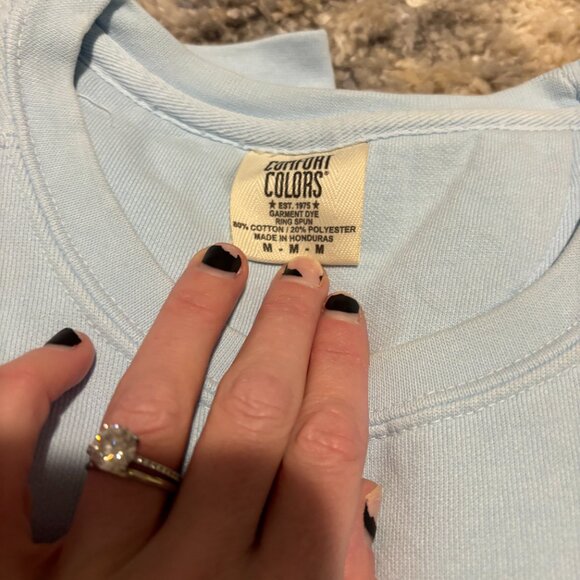 COMFORT
COLORS®
★ EST. 1975 ★
GARMENT DYE
RING SPUN
80% COTTON / 20% POLYESTER
MADE IN HONDURAS
M - M - M